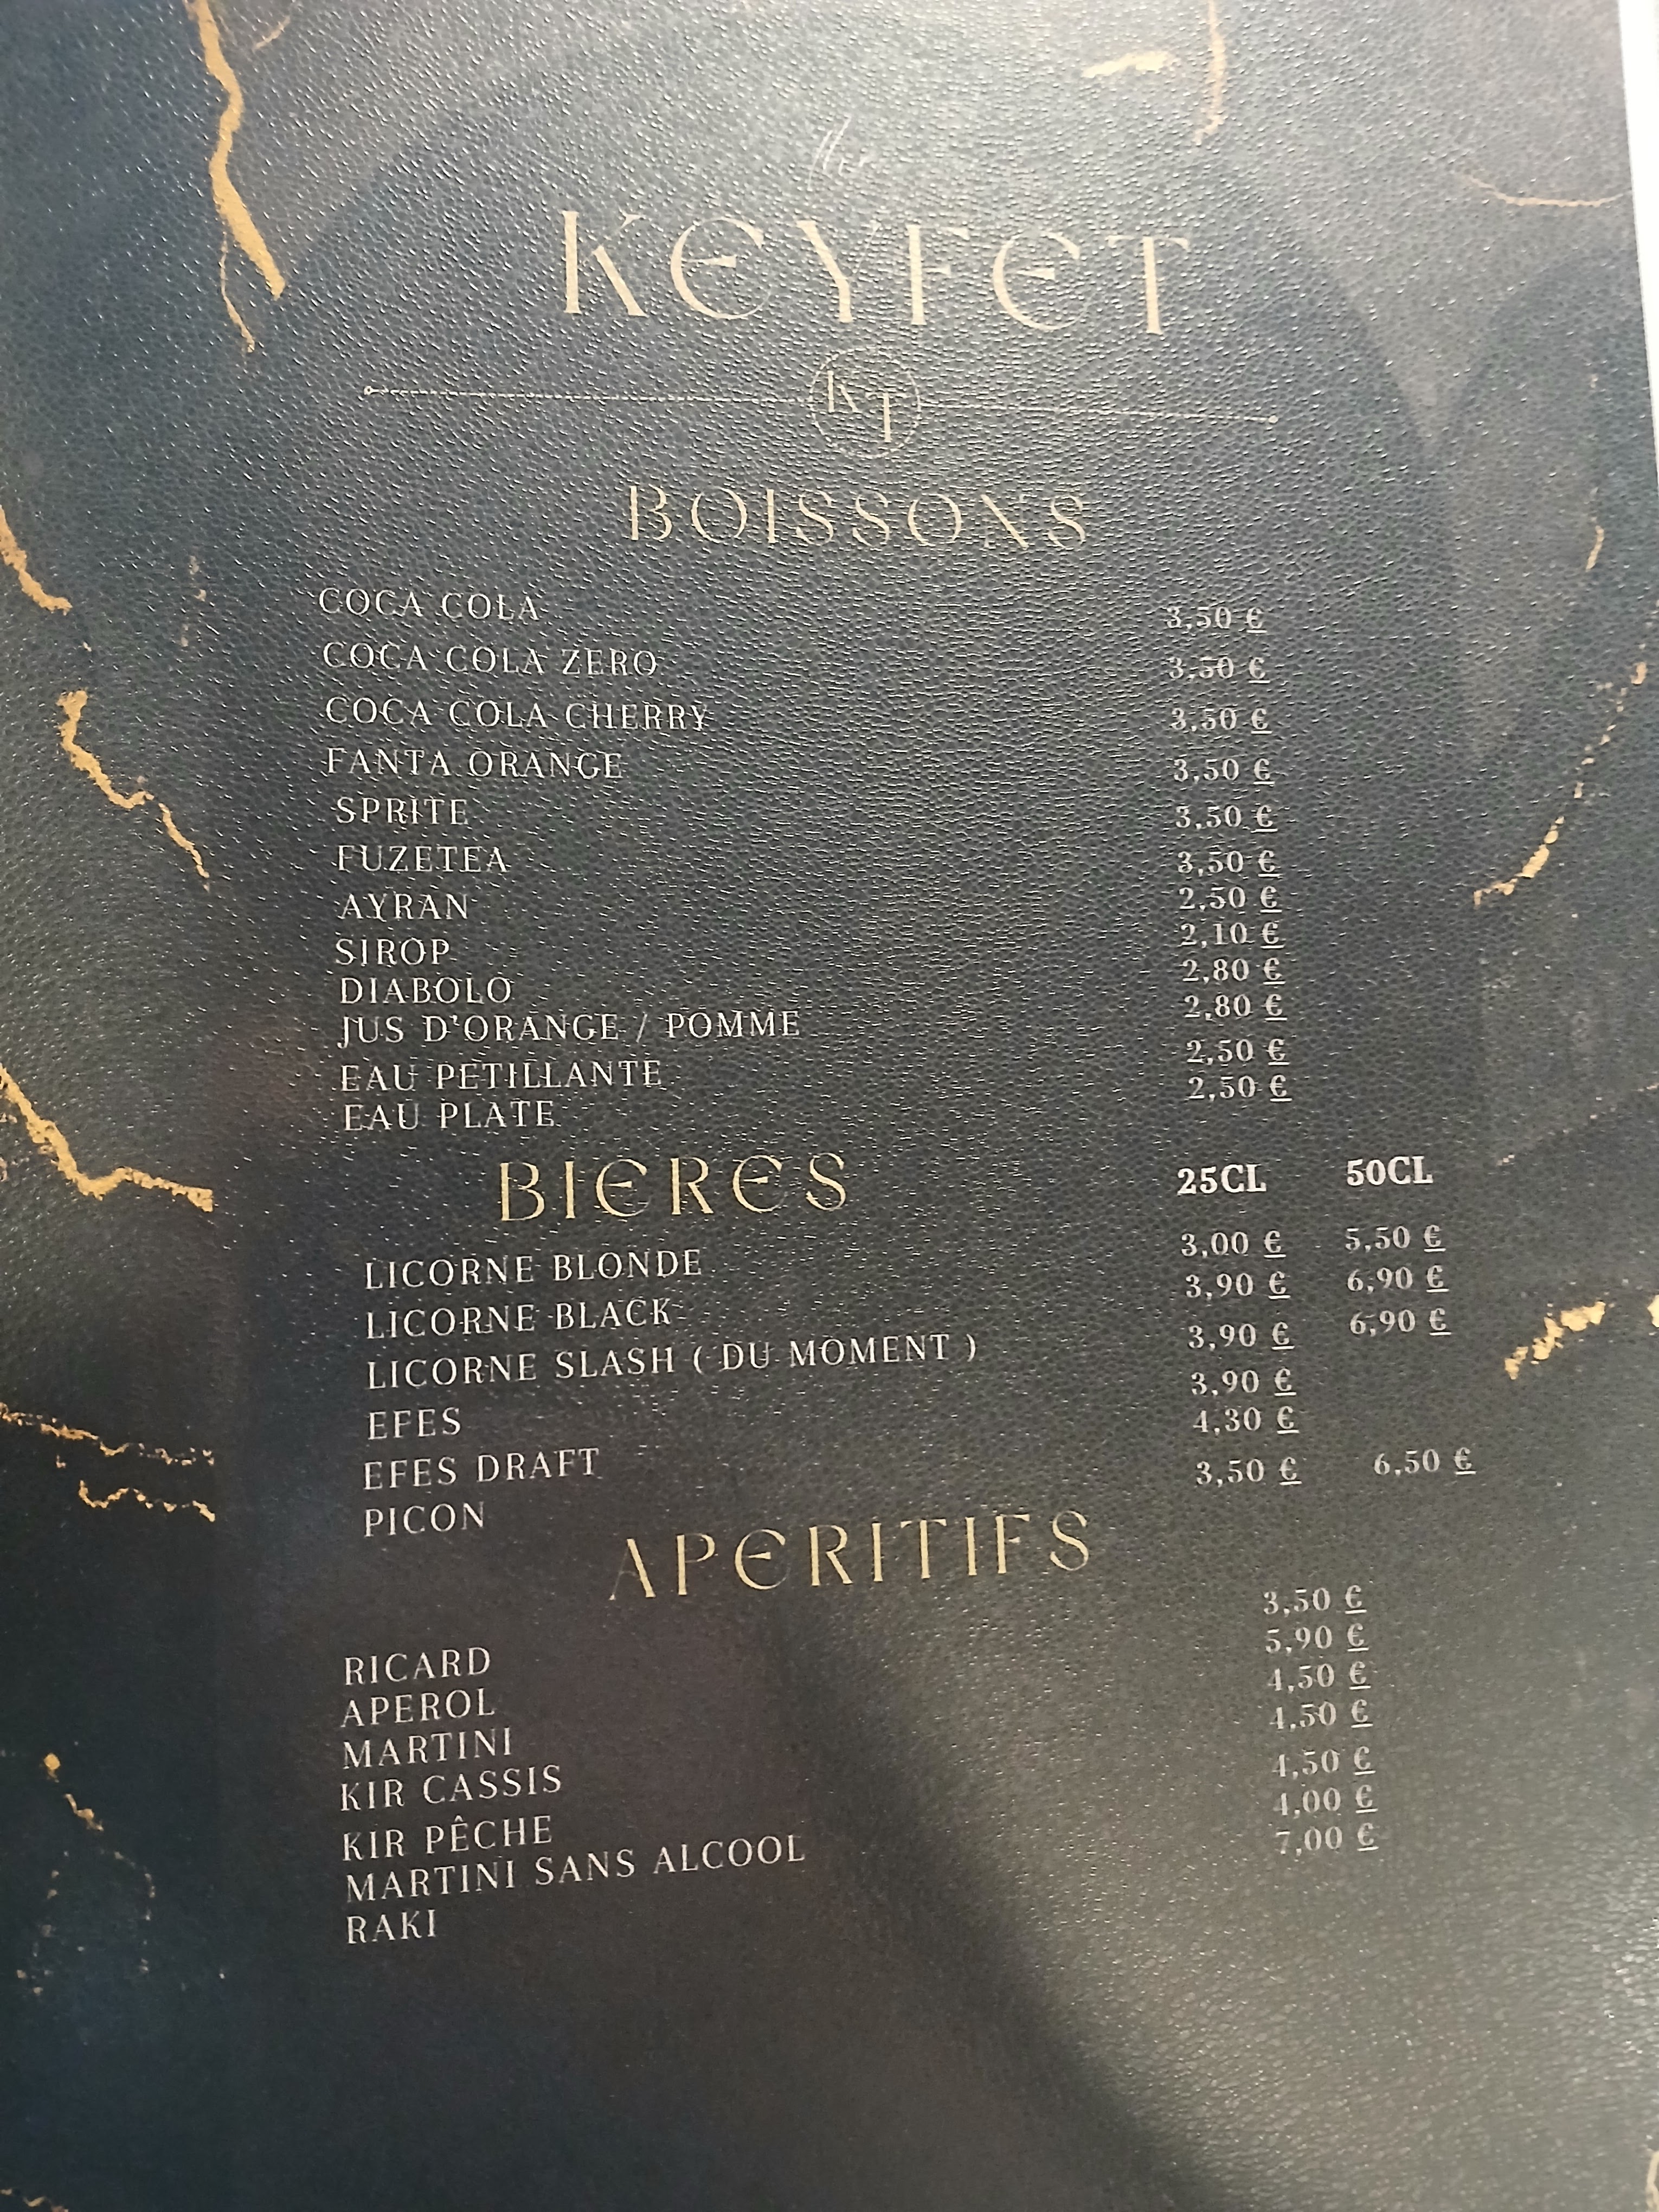 KEYFET
KT
BOISSONS
COCA COLA 3,50 €
COCA COLA ZERO 3,50 €
COCA COLA CHERRY 3,50 €
FANTA ORANGE 3,50 €
SPRITE 3,50 €
FUZETEA 3,50 €
AYRAN 2,50 €
SIROP 2,10 €
DIABOLO 2,80 €
JUS D'ORANGE / POMME 2,80 €
EAU PETILLANTE 2,50 €
EAU PLATE 2,50 €
BIERES 25CL 50CL
LICORNE BLONDE 3,00 € 5,50 €
LICORNE BLACK 3,90 € 6,90 €
LICORNE SLASH ( DU MOMENT ) 3,90 € 6,90 €
EFES 3,90 €
EFES DRAFT 4,30 €
PICON 3,50 € 6,50 €
APERITIFS
RICARD 3,50 €
APEROL 5,90 €
MARTINI 4,50 €
KIR CASSIS 4,50 €
KIR PÊCHE 4,50 €
MARTINI SANS ALCOOL 4,00 €
RAKI 7,00 €